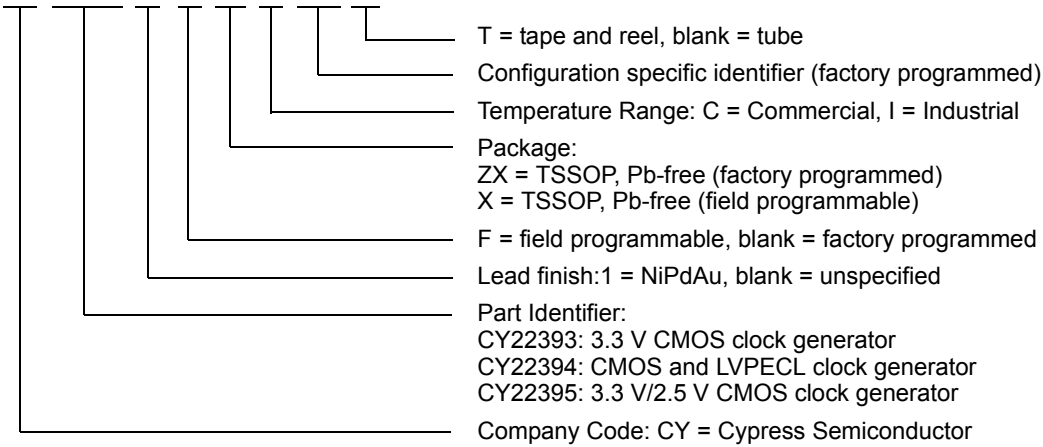 T = tape and reel, blank = tube
Configuration specific identifier (factory programmed)
Temperature Range: C = Commercial, I = Industrial
Package:
ZX = TSSOP, Pb-free (factory programmed)
X = TSSOP, Pb-free (field programmable)
F = field programmable, blank = factory programmed
Lead finish:1 = NiPdAu, blank = unspecified
Part Identifier:
CY22393: 3.3 V CMOS clock generator
CY22394: CMOS and LVPECL clock generator
CY22395: 3.3 V/2.5 V CMOS clock generator
Company Code: CY = Cypress Semiconductor